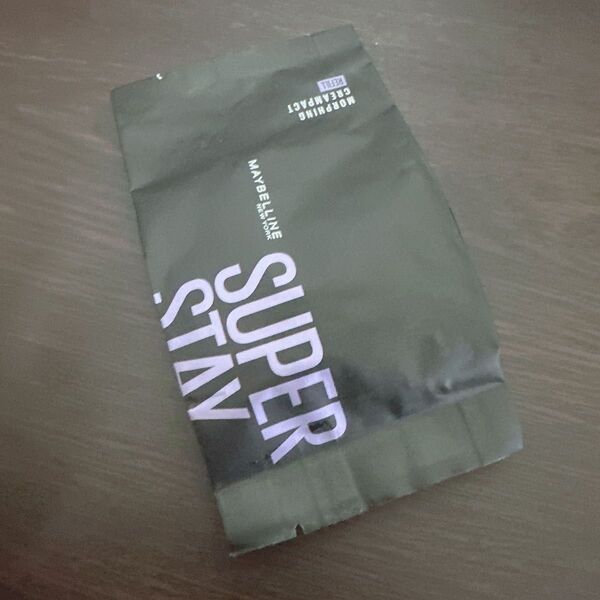 MORPHING
CREAMPACT
REFILL
MAYBELLINE
NEW YORK
SUPER
STAY